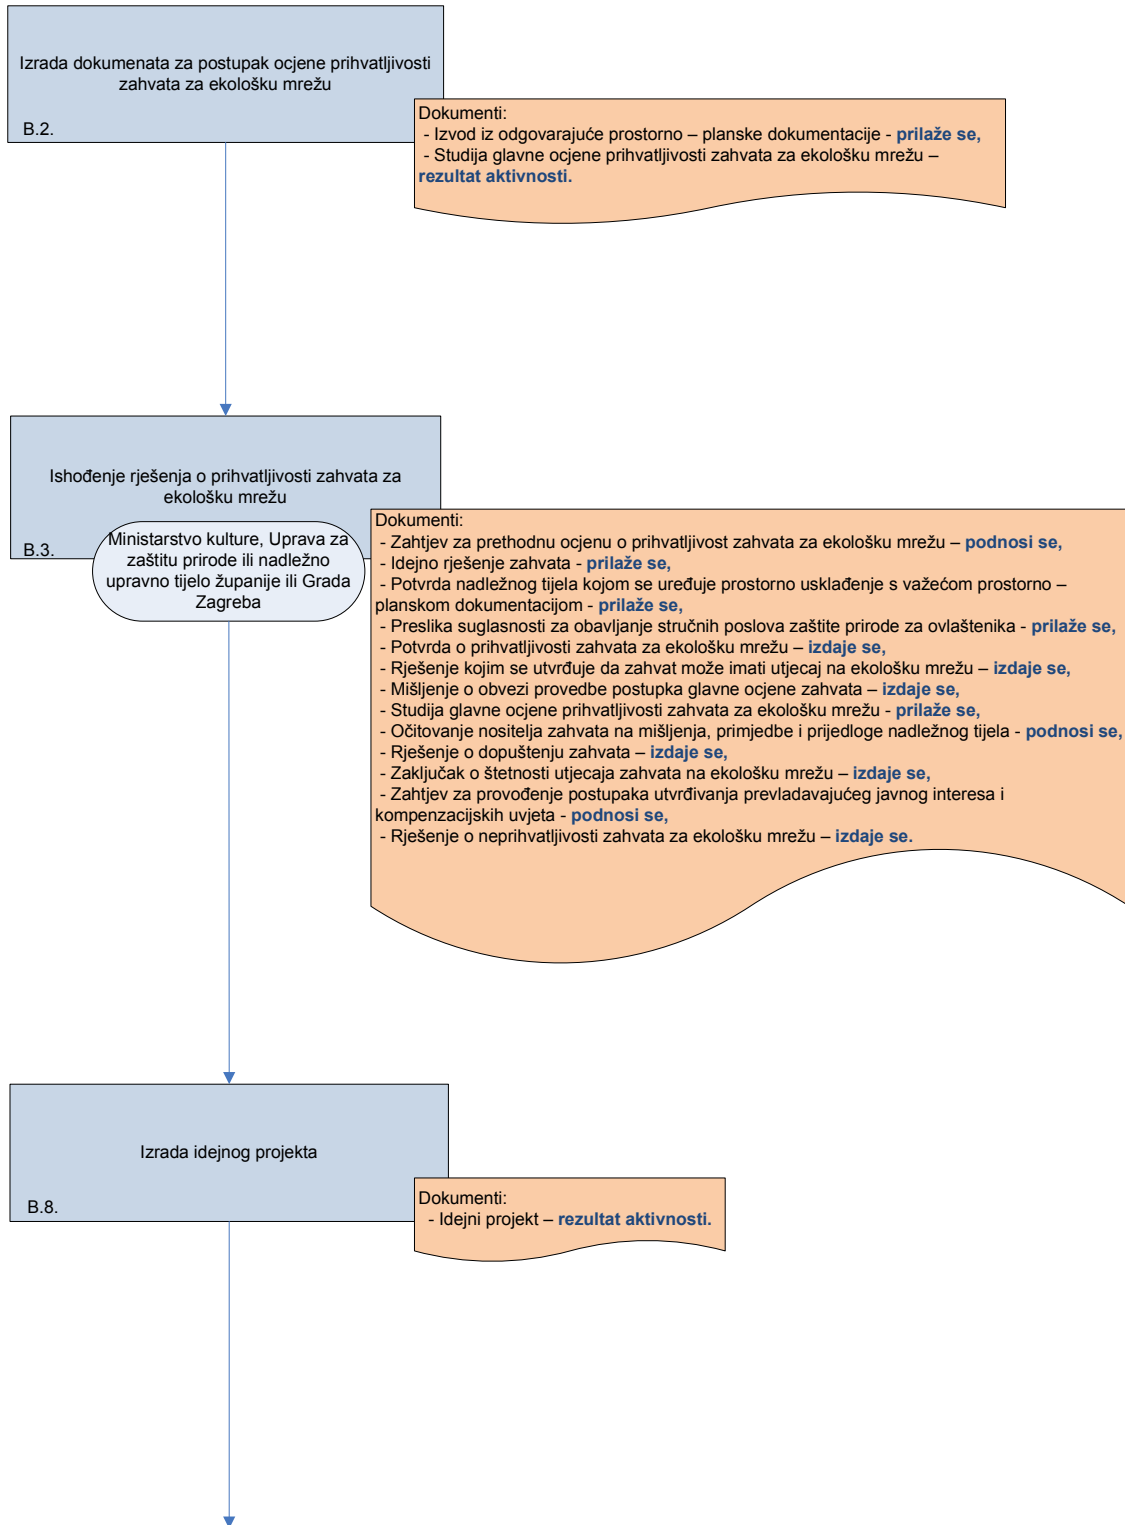 Izrada dokumenata za postupak ocjene prihvatljivosti
zahvata za ekološku mrežu
B.2.
Dokumenti:
- Izvod iz odgovarajuće prostorno – planske dokumentacije - prilaže se,
- Studija glavne ocjene prihvatljivosti zahvata za ekološku mrežu –
rezultat aktivnosti.
Ishođenje rješenja o prihvatljivosti zahvata za
ekološku mrežu
B.3.
Ministarstvo kulture, Uprava za
zaštitu prirode ili nadležno
upravno tijelo županije ili Grada
Zagreba
Dokumenti:
- Zahtjev za prethodnu ocjenu o prihvatljivost zahvata za ekološku mrežu – podnosi se,
- Idejno rješenje zahvata - prilaže se,
- Potvrda nadležnog tijela kojom se uređuje prostorno usklađenje s važećom prostorno –
planskom dokumentacijom - prilaže se,
- Preslika suglasnosti za obavljanje stručnih poslova zaštite prirode za ovlaštenika - prilaže se,
- Potvrda o prihvatljivosti zahvata za ekološku mrežu – izdaje se,
- Rješenje kojim se utvrđuje da zahvat može imati utjecaj na ekološku mrežu – izdaje se,
- Mišljenje o obvezi provedbe postupka glavne ocjene zahvata – izdaje se,
- Studija glavne ocjene prihvatljivosti zahvata za ekološku mrežu - prilaže se,
- Očitovanje nositelja zahvata na mišljenja, primjedbe i prijedloge nadležnog tijela - podnosi se,
- Rješenje o dopuštenju zahvata – izdaje se,
- Zaključak o štetnosti utjecaja zahvata na ekološku mrežu – izdaje se,
- Zahtjev za provođenje postupaka utvrđivanja prevladavajućeg javnog interesa i
kompenzacijskih uvjeta - podnosi se,
- Rješenje o neprihvatljivosti zahvata za ekološku mrežu – izdaje se.
Izrada idejnog projekta
B.8.
Dokumenti:
- Idejni projekt – rezultat aktivnosti.